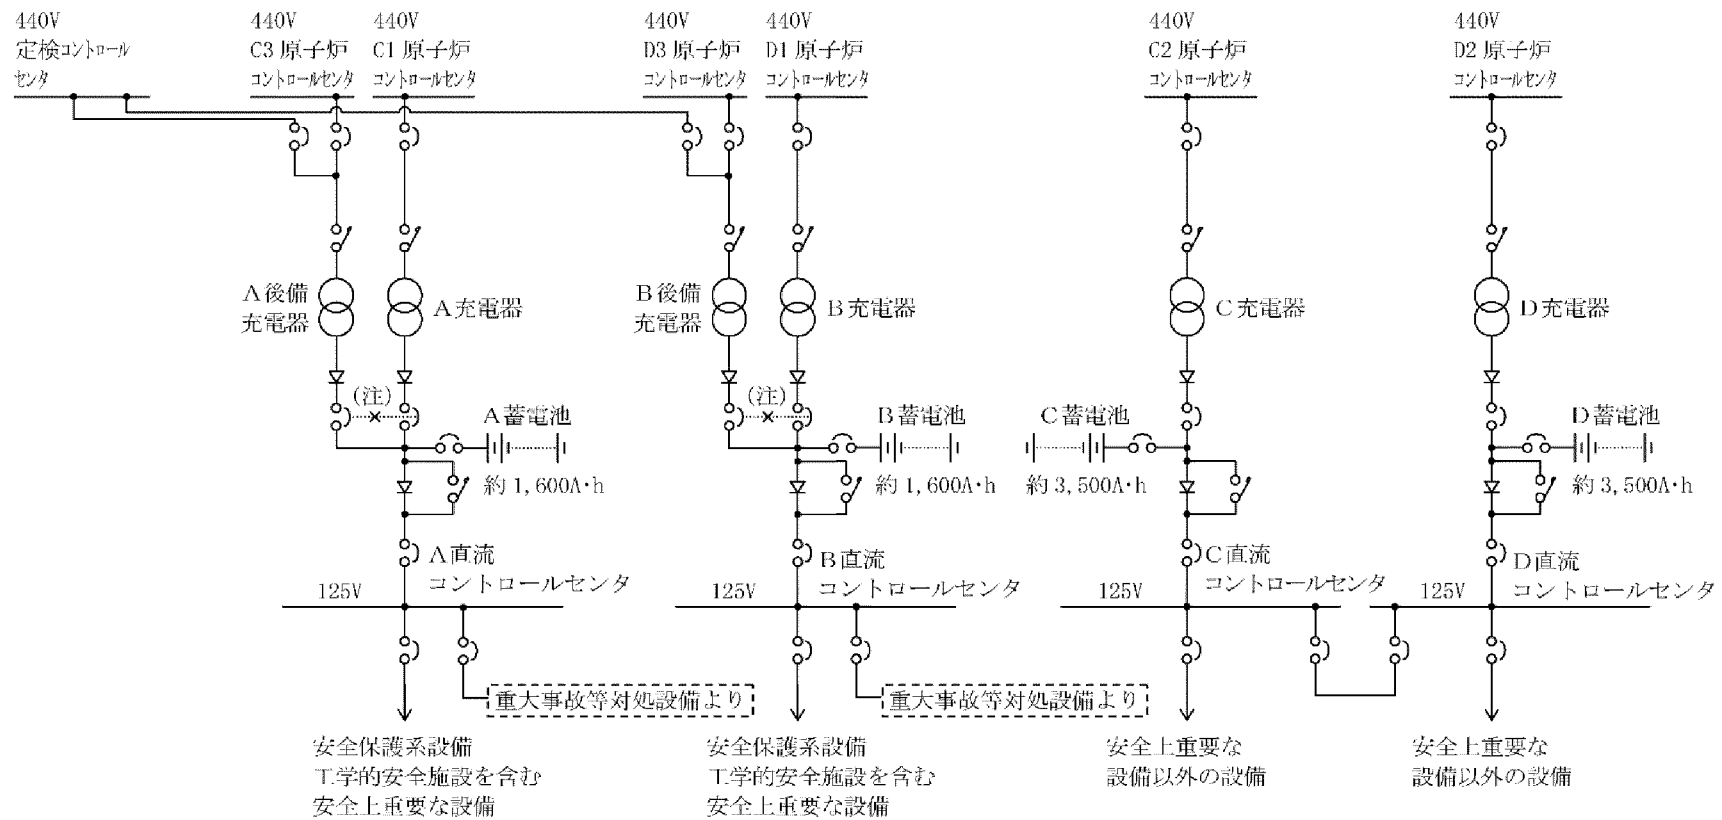 440V
定検コントロール
センタ
440V
C3 原子炉
コントロールセンタ
440V
C1 原子炉
コントロールセンタ
440V
D3 原子炉
コントロールセンタ
440V
D1 原子炉
コントロールセンタ
440V
C2 原子炉
コントロールセンタ
440V
D2 原子炉
コントロールセンタ
A後備
充電器
A充電器
B後備
充電器
B充電器
C充電器
D充電器
(注)
A蓄電池
約1,600A・h
(注)
B蓄電池
約1,600A・h
C蓄電池
約3,500A・h
D蓄電池
約3,500A・h
A直流
コントロールセンタ
125V
B直流
コントロールセンタ
125V
C直流
コントロールセンタ
125V
D直流
コントロールセンタ
125V
重大事故等対処設備より
重大事故等対処設備より
安全保護系設備
工学的安全施設を含む
安全上重要な設備
安全保護系設備
工学的安全施設を含む
安全上重要な設備
安全上重要な
設備以外の設備
安全上重要な
設備以外の設備